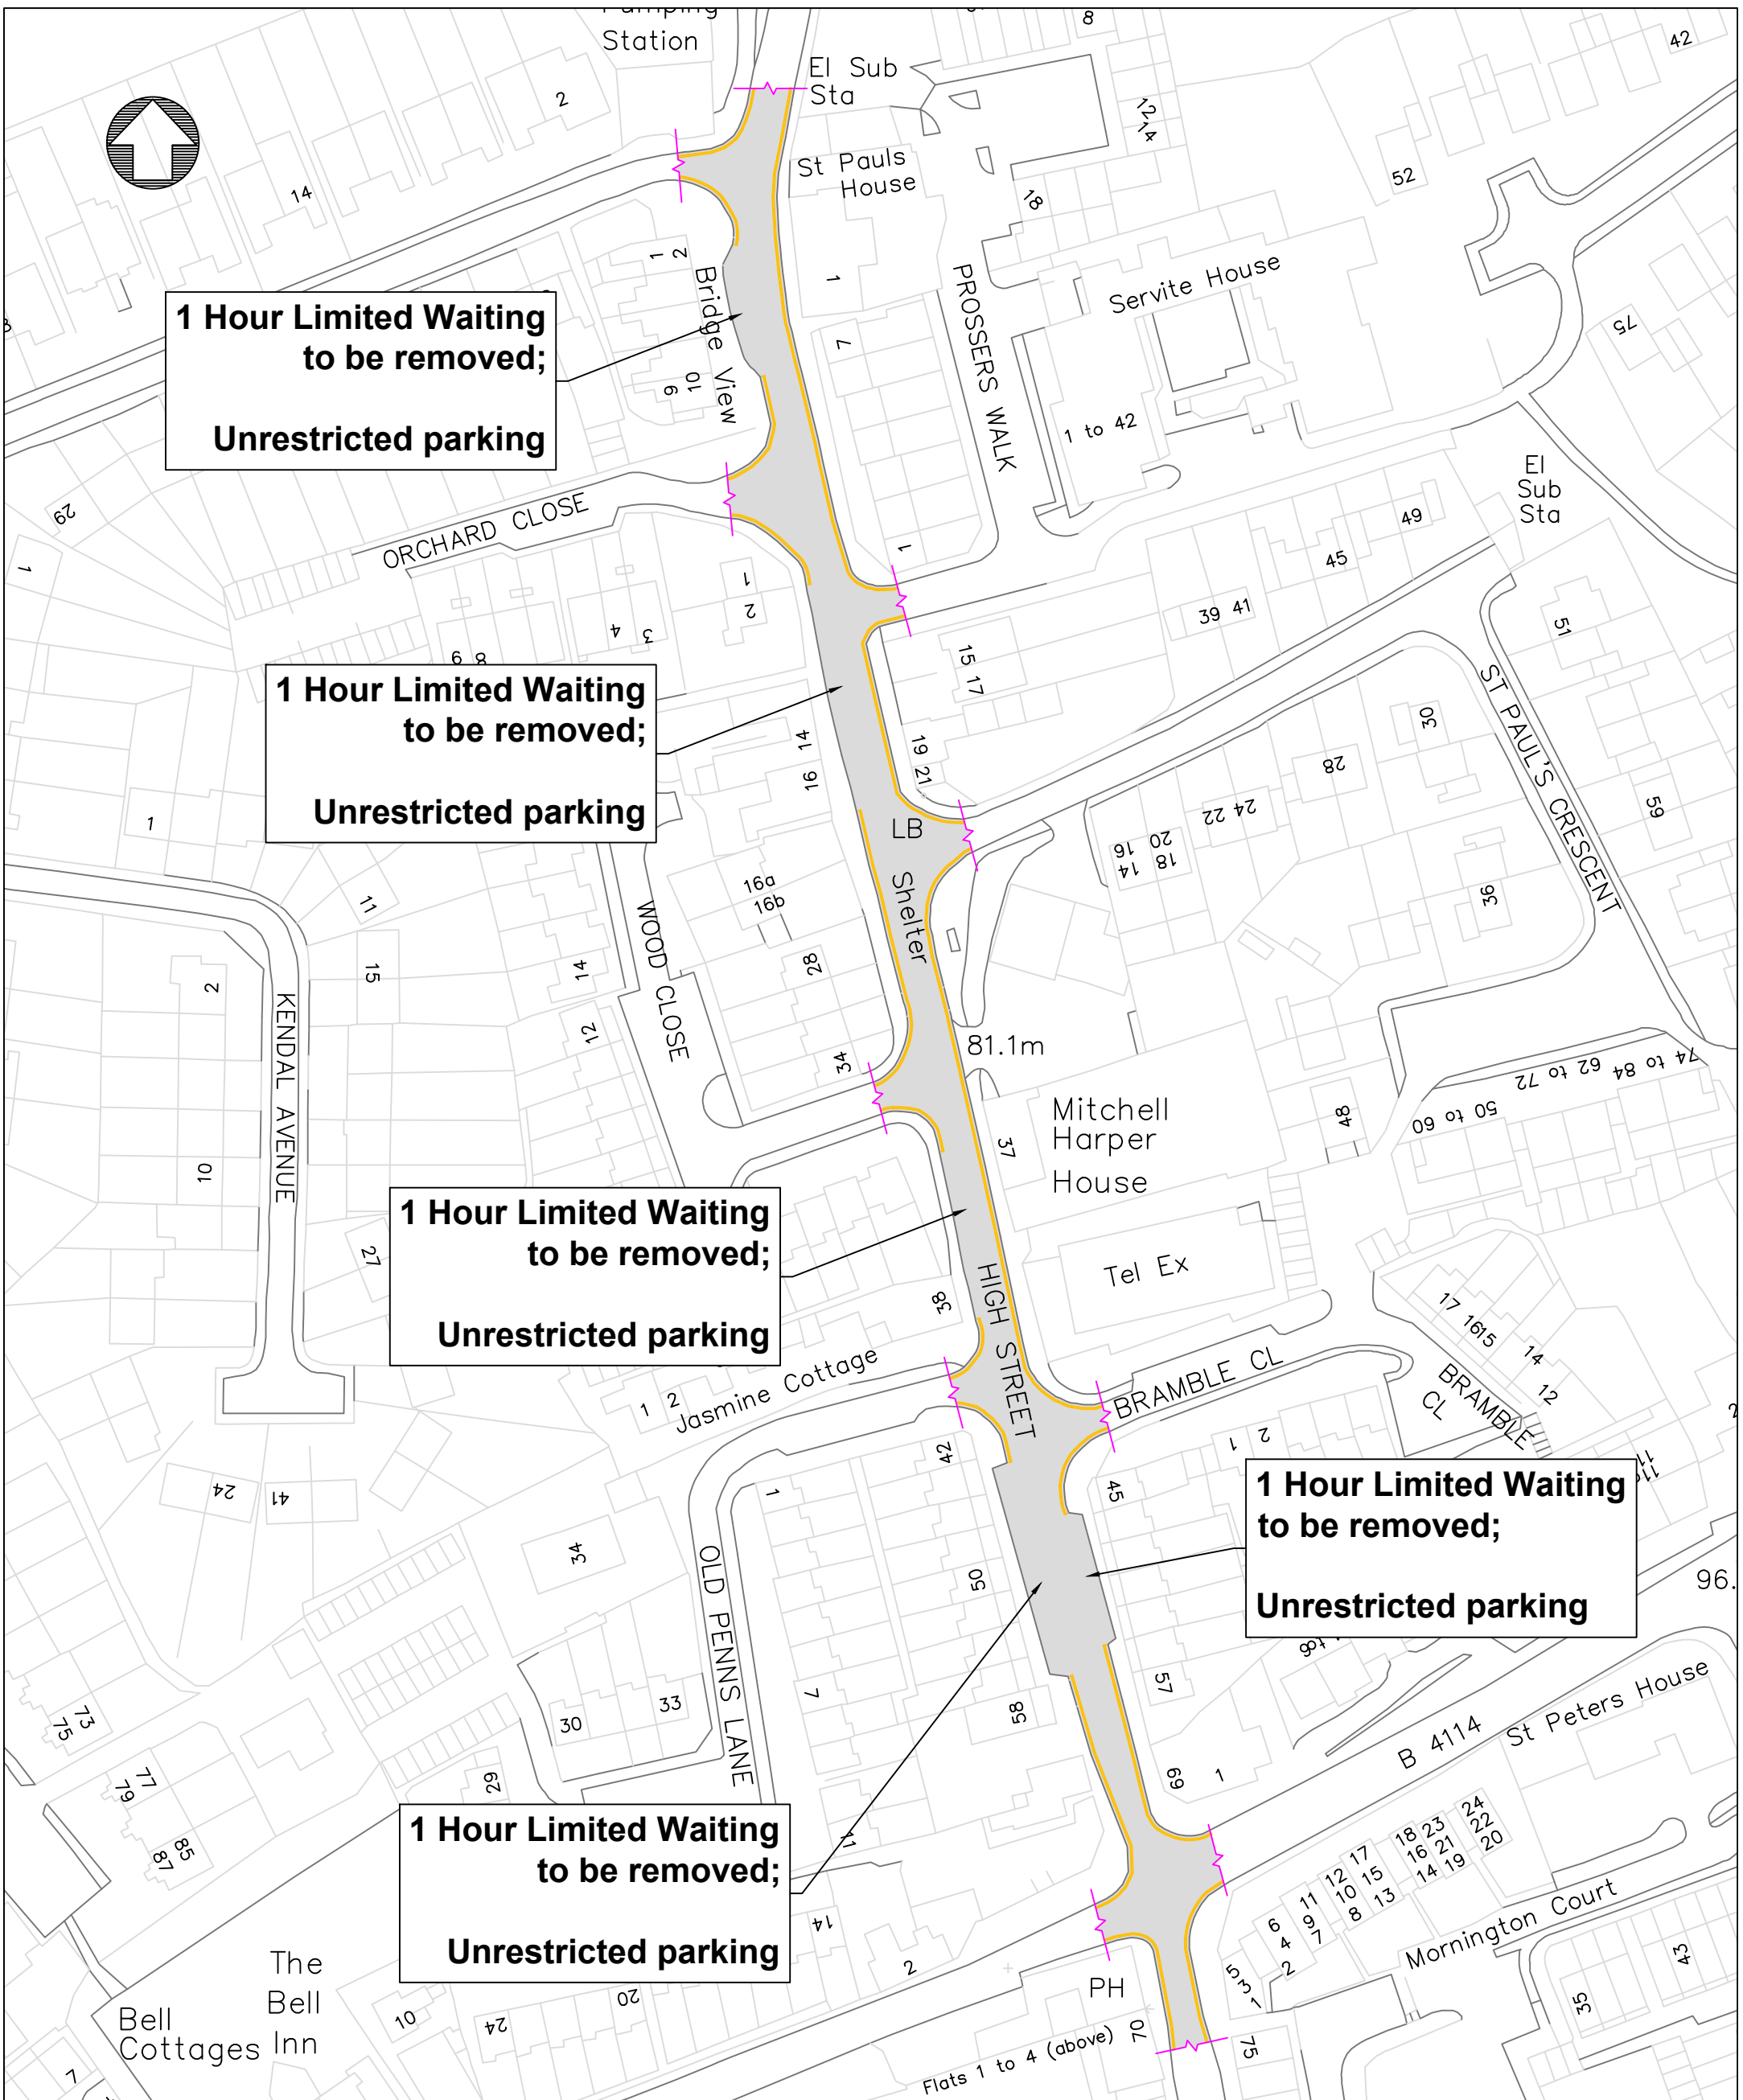 Station
El Sub
Sta
8
42
2
12
14
52
St Pauls
House
14
18
1
2
Bridge View
1
PROSSERS WALK
Servite House
75
1 Hour Limited Waiting
to be removed;
Unrestricted parking
7
9
10
1 to 42
29
ORCHARD CLOSE
El
Sub
Sta
49
45
1
1
1
2
39 41
51
4
3
6
8
15 17
ST PAUL'S CRESCENT
1 Hour Limited Waiting
to be removed;
Unrestricted parking
14
16
19
21
30
28
59
1
LB
22 24
16 20
14 18
Shelter
16a
16b
11
WOOD CLOSE
36
2
15
14
28
KENDAL AVENUE
12
34
81.1m
74 to 84
62 to 72
50 to 60
48
Mitchell
Harper
House
37
10
1 Hour Limited Waiting
to be removed;
Unrestricted parking
27
Tel Ex
38
HIGH STREET
17
16
15
14
12
Jasmine Cottage
1 2
BRAMBLE CL
BRAMBLE
CL
42
1
2
1
45
24
41
34
1 Hour Limited Waiting
to be removed;
Unrestricted parking
OLD PENNS LANE
50
96.
57
7
58
30
33
73
75
St Peters House
B 4114
77
79
29
69
1
85
87
1 Hour Limited Waiting
to be removed;
Unrestricted parking
11
24
22
20
18 23
16 21
14 19
12 17
10 15
8 13
11
9
7
6
4
2
5
3
1
14
2
Mornington Court
43
35
The
Bell
Inn
Bell
Cottages
10
24
20
PH
70
75
Flats 1 to 4 (above)
7